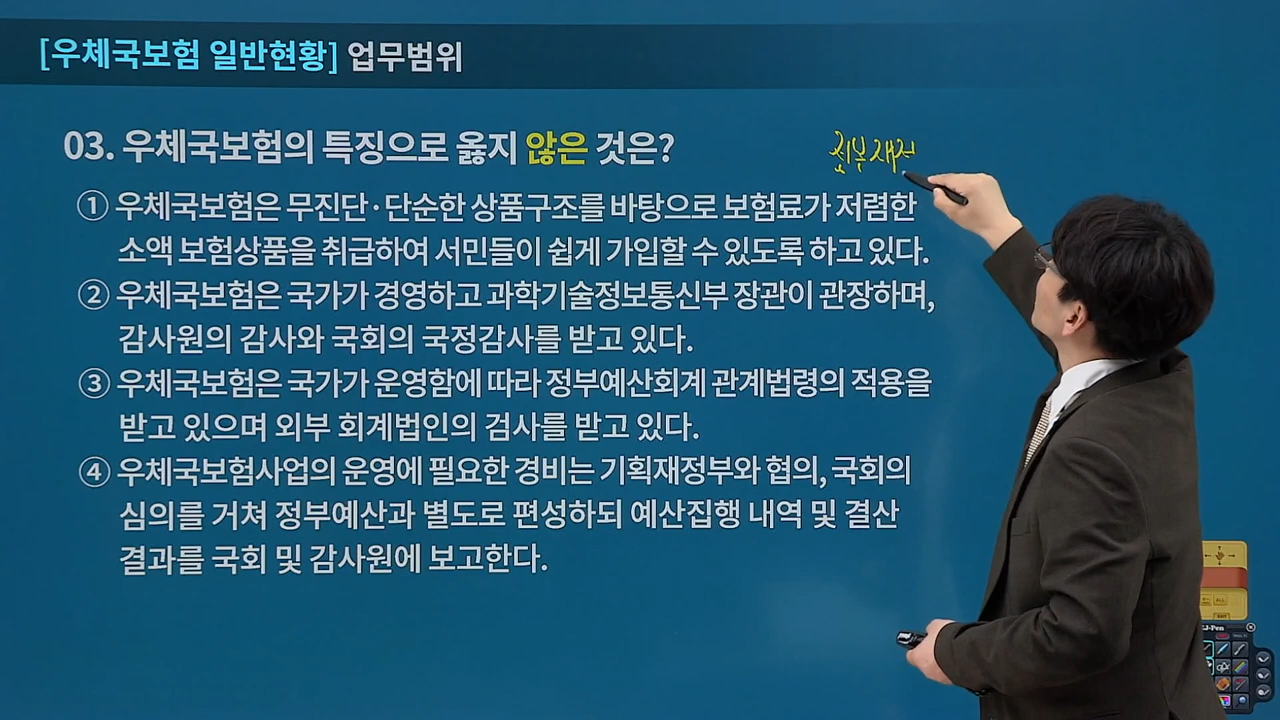 [우체국보험 일반현황] 업무범위
03. 우체국보험의 특징으로 옳지 않은 것은?
① 우체국보험은 무진단·단순한 상품구조를 바탕으로 보험료가 저렴한
소액 보험상품을 취급하여 서민들이 쉽게 가입할 수 있도록 하고 있다.
② 우체국보험은 국가가 경영하고 과학기술정보통신부 장관이 관장하며,
감사원의 감사와 국회의 국정감사를 받고 있다.
③ 우체국보험은 국가가 운영함에 따라 정부예산회계 관계법령의 적용을
받고 있으며 외부 회계법인의 검사를 받고 있다.
④ 우체국보험사업의 운영에 필요한 경비는 기획재정부와 협의, 국회의
심의를 거쳐 정부예산과 별도로 편성하되 예산집행 내역 및 결산
결과를 국회 및 감사원에 보고한다.